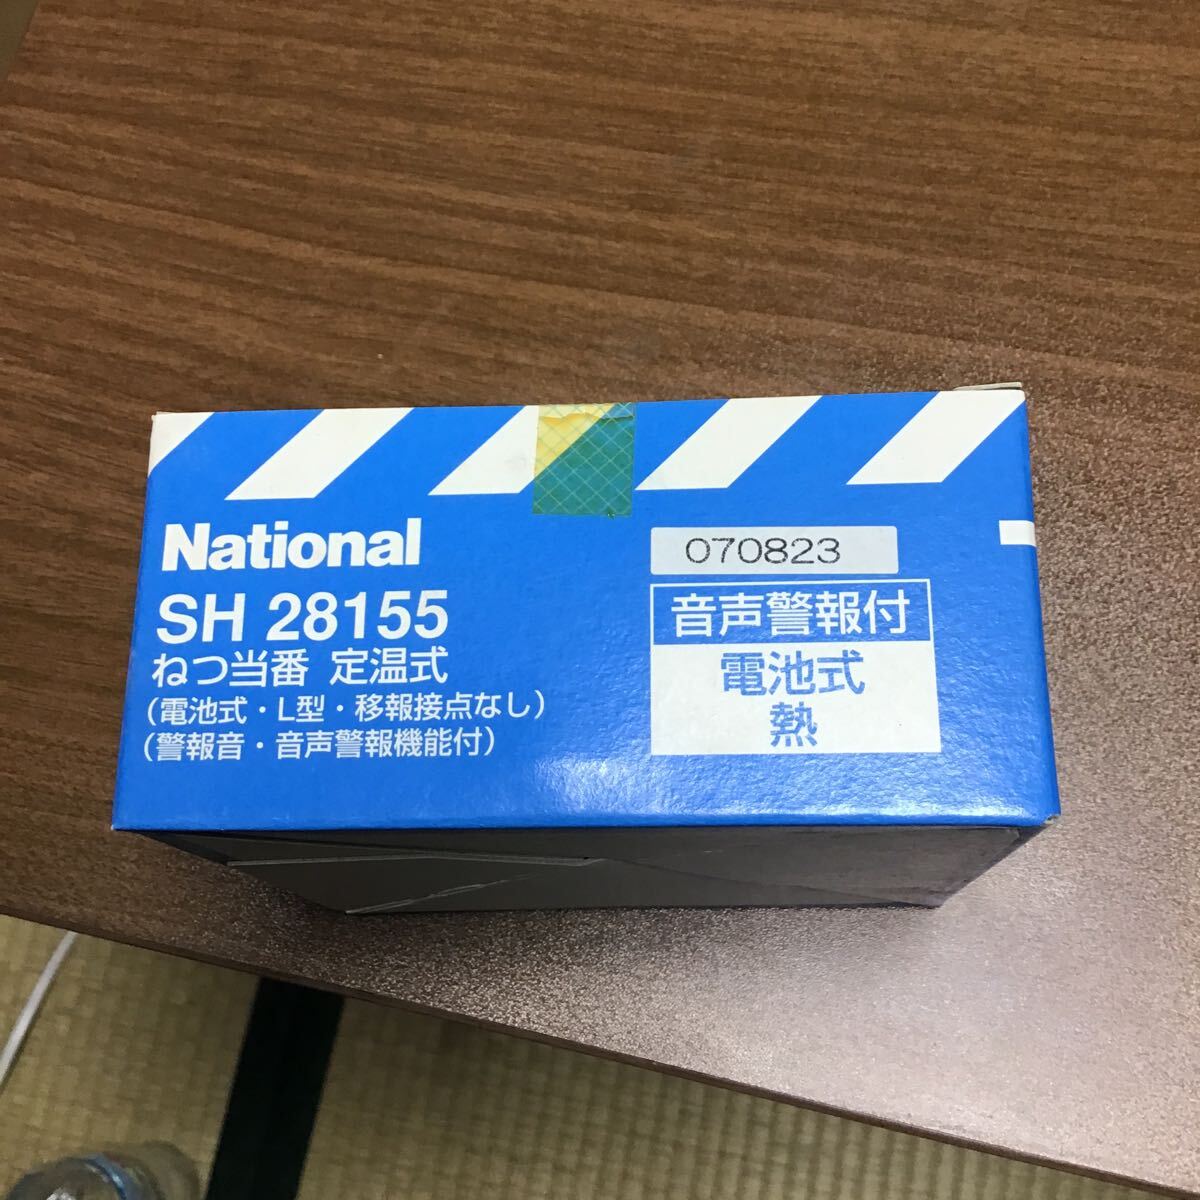 National
SH 28155
ねつ当番 定温式
（電池式・L型・移報接点なし）
（警報音・音声警報機能付）
070823
音声警報付
電池式
熱